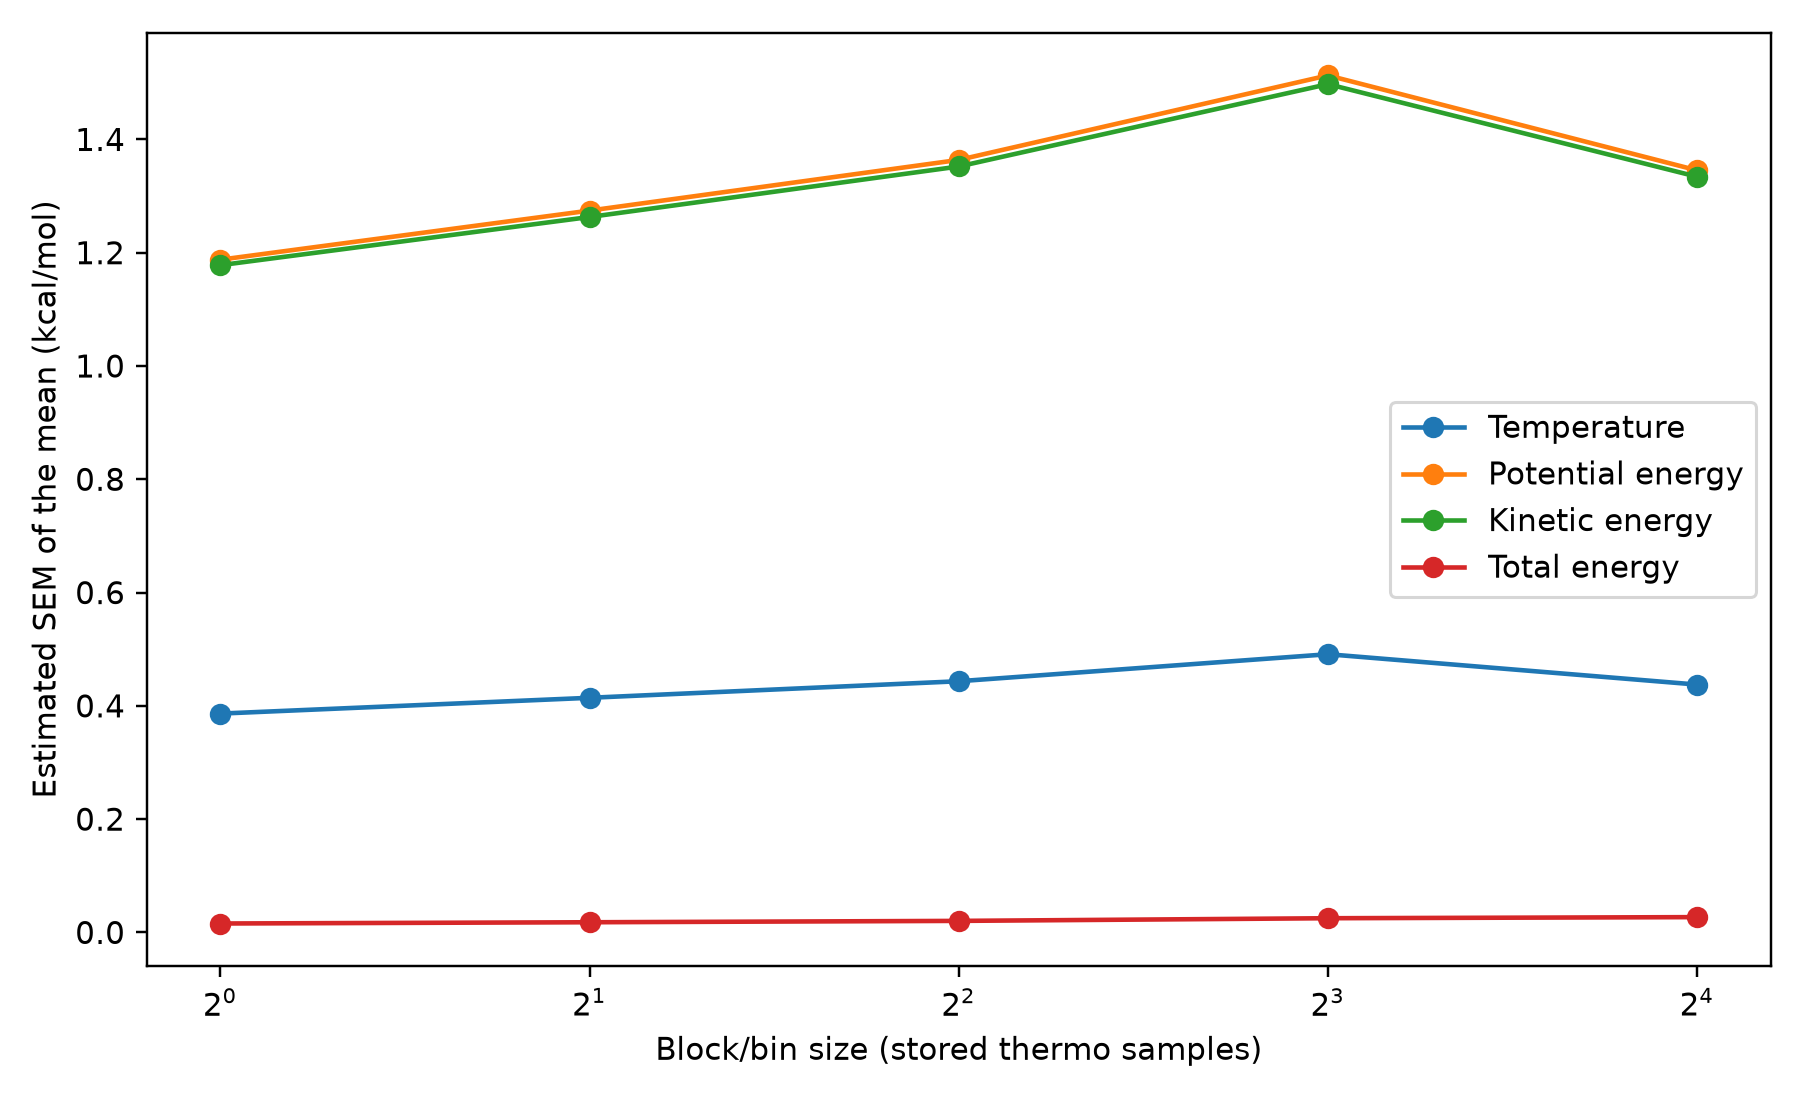 Estimated SEM of the mean (kcal/mol)
1.4
1.2
1.0
0.8
0.6
0.4
0.2
0.0
Temperature
Potential energy
Kinetic energy
Total energy
2⁰ 2¹ 2² 2³ 2⁴
Block/bin size (stored thermo samples)